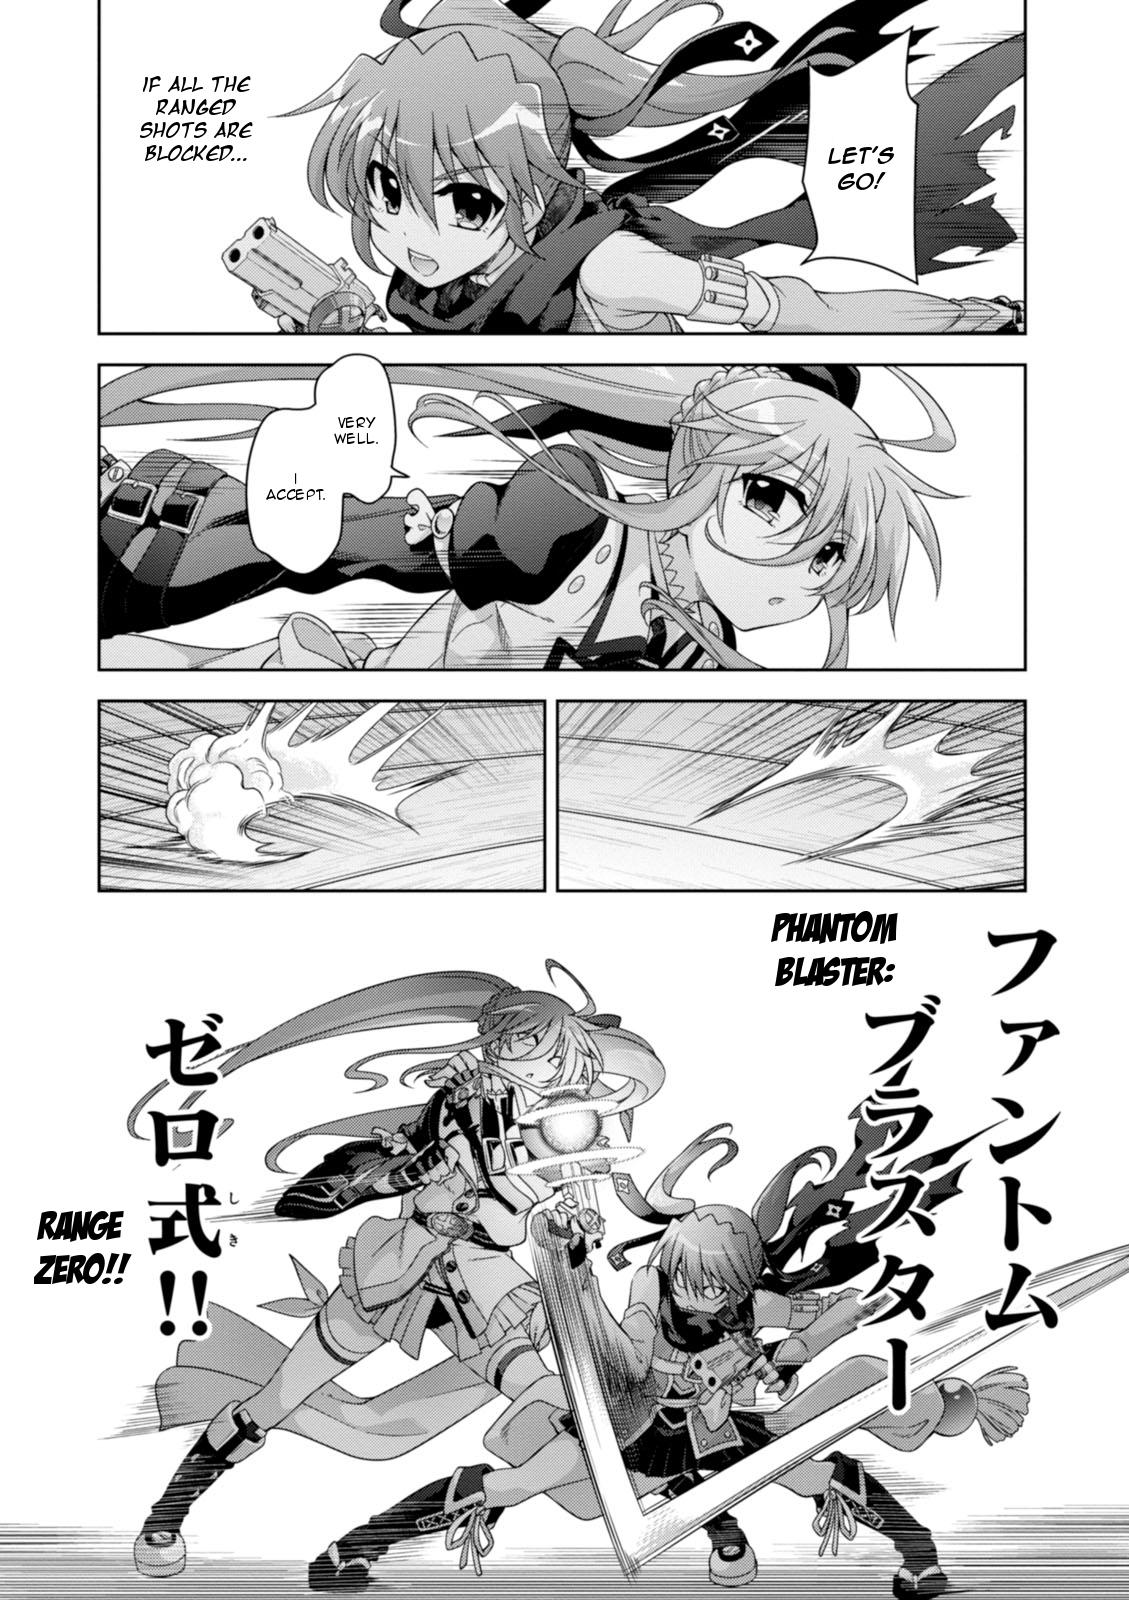 LET'S
GO!
IF ALL THE
RANGED
SHOTS ARE
BLOCKED...
VERY
WELL.
I
ACCEPT.
PHANTOM
BLASTER:
ファントム
ブラスター
ゼロ式!!
しき
RANGE
ZERO!!